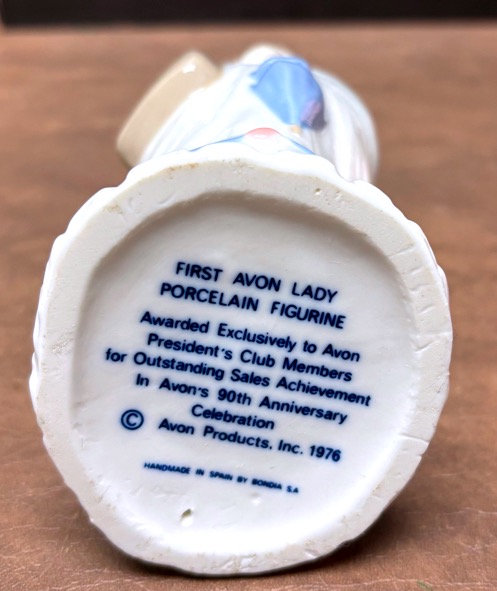 FIRST AVON LADY
PORCELAIN FIGURINE
Awarded Exclusively to Avon
President's Club Members
for Outstanding Sales Achievement
In Avon's 90th Anniversary
Celebration
© Avon Products, Inc. 1976
HANDMADE IN SPAIN BY BONDIA S.A